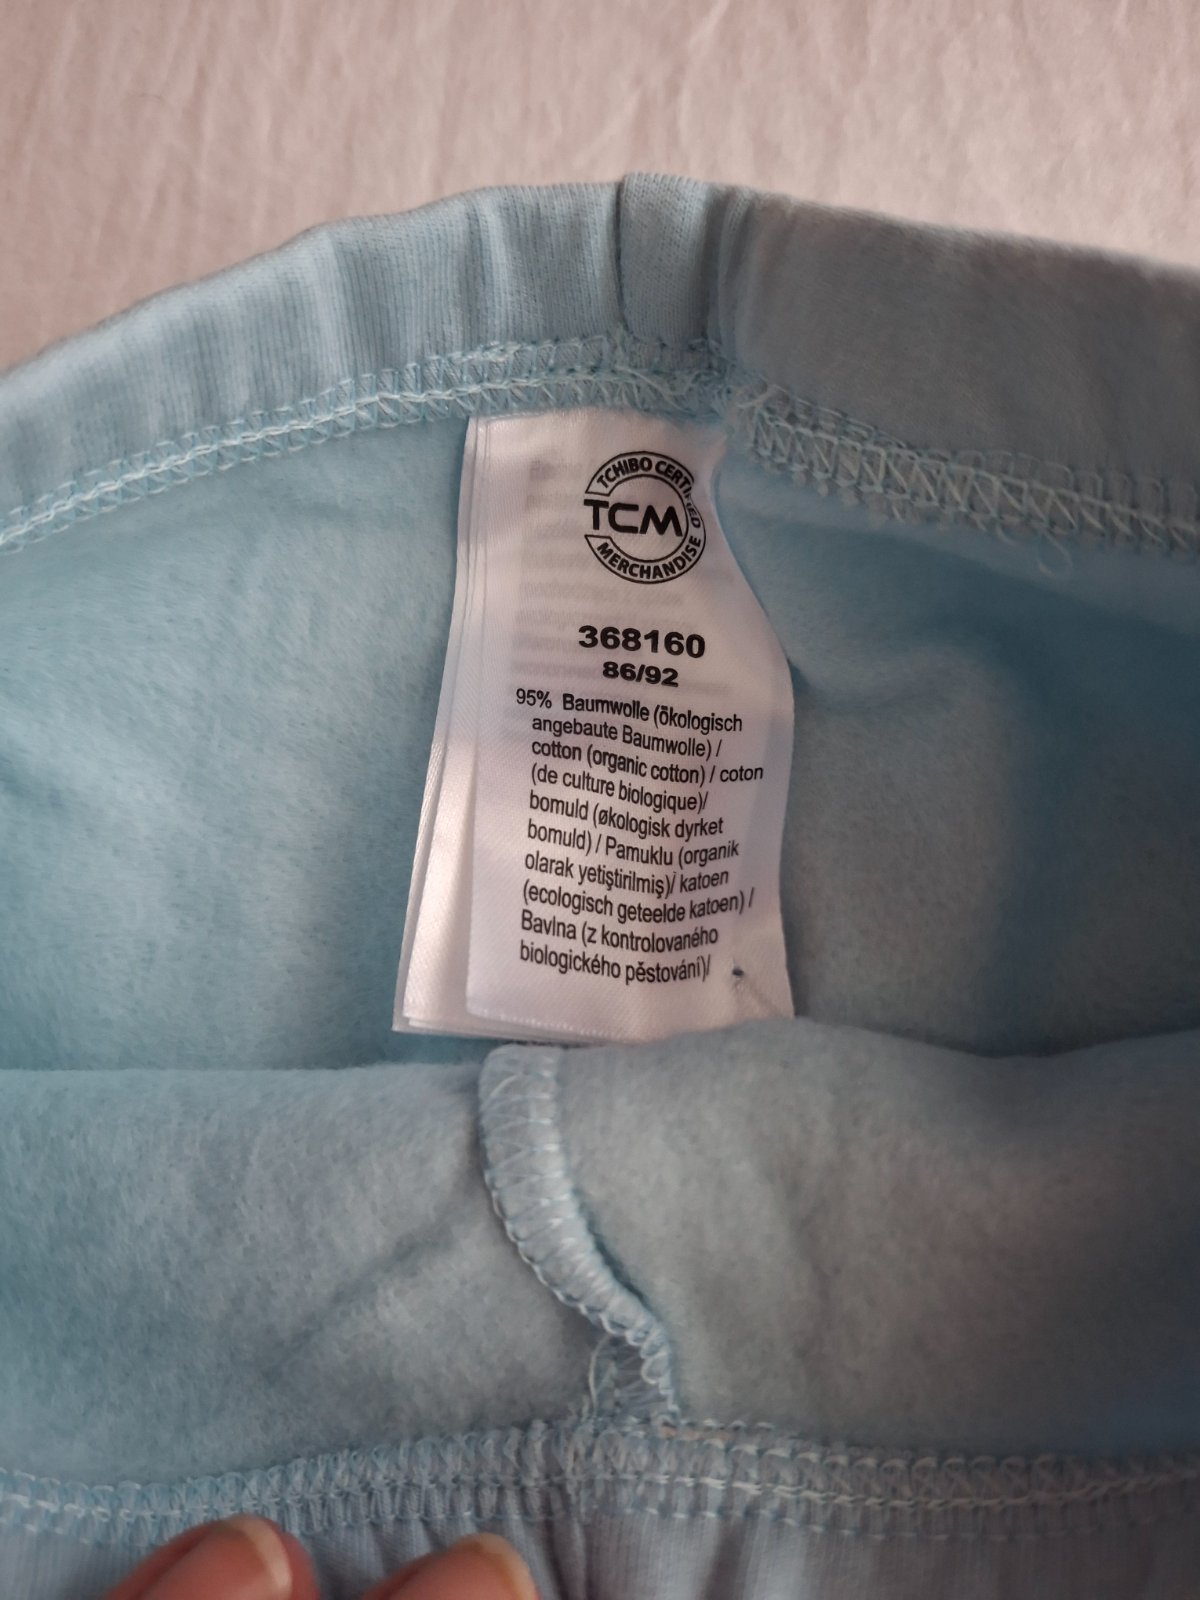 TCHIBO CERTIFIED
TCM
MERCHANDISE
368160
86/92
95% Baumwolle (ökologisch
angebaute Baumwolle) /
cotton (organic cotton) / coton
(de culture biologique)/
bomuld (økologisk dyrket
bomuld) / Pamuklu (organik
olarak yetiştirilmiş)/ katoen
(ecologisch geteelde katoen) /
Bavlna (z kontrolovaného
biologického pěstování)/